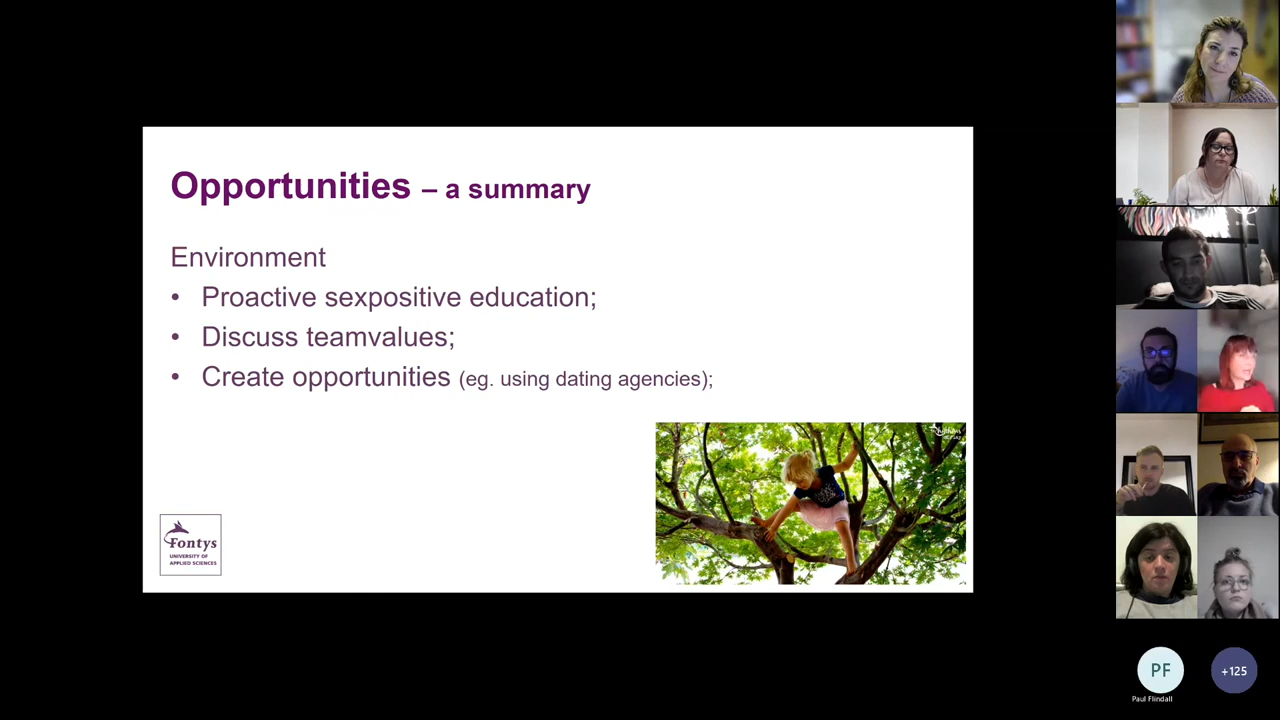 Opportunities – a summary
Environment
• Proactive sexpositive education;
• Discuss teamvalues;
• Create opportunities (eg. using dating agencies);
Fontys
UNIVERSITY OF
APPLIED SCIENCES
PF
+125
Paul Flindall